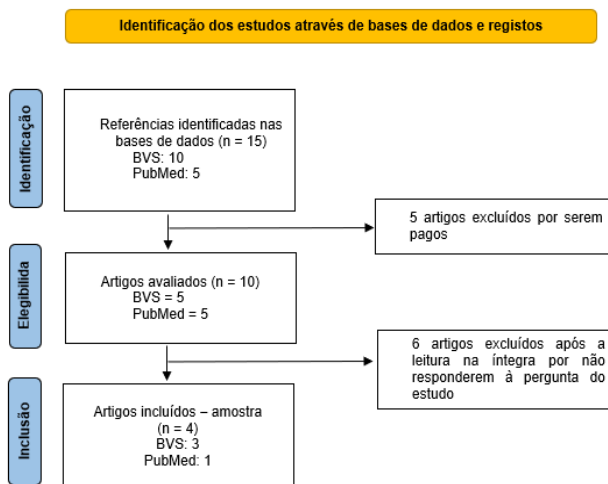 Identificação dos estudos através de bases de dados e registos
Identificação
Referências identificadas nas
bases de dados (n = 15)
BVS: 10
PubMed: 5
5 artigos excluídos por serem
pagos
Elegibilida
Artigos avaliados (n = 10)
BVS = 5
PubMed = 5
6 artigos excluídos após a
leitura na íntegra por não
responderem à pergunta do
estudo
Inclusão
Artigos incluídos – amostra
(n = 4)
BVS: 3
PubMed: 1